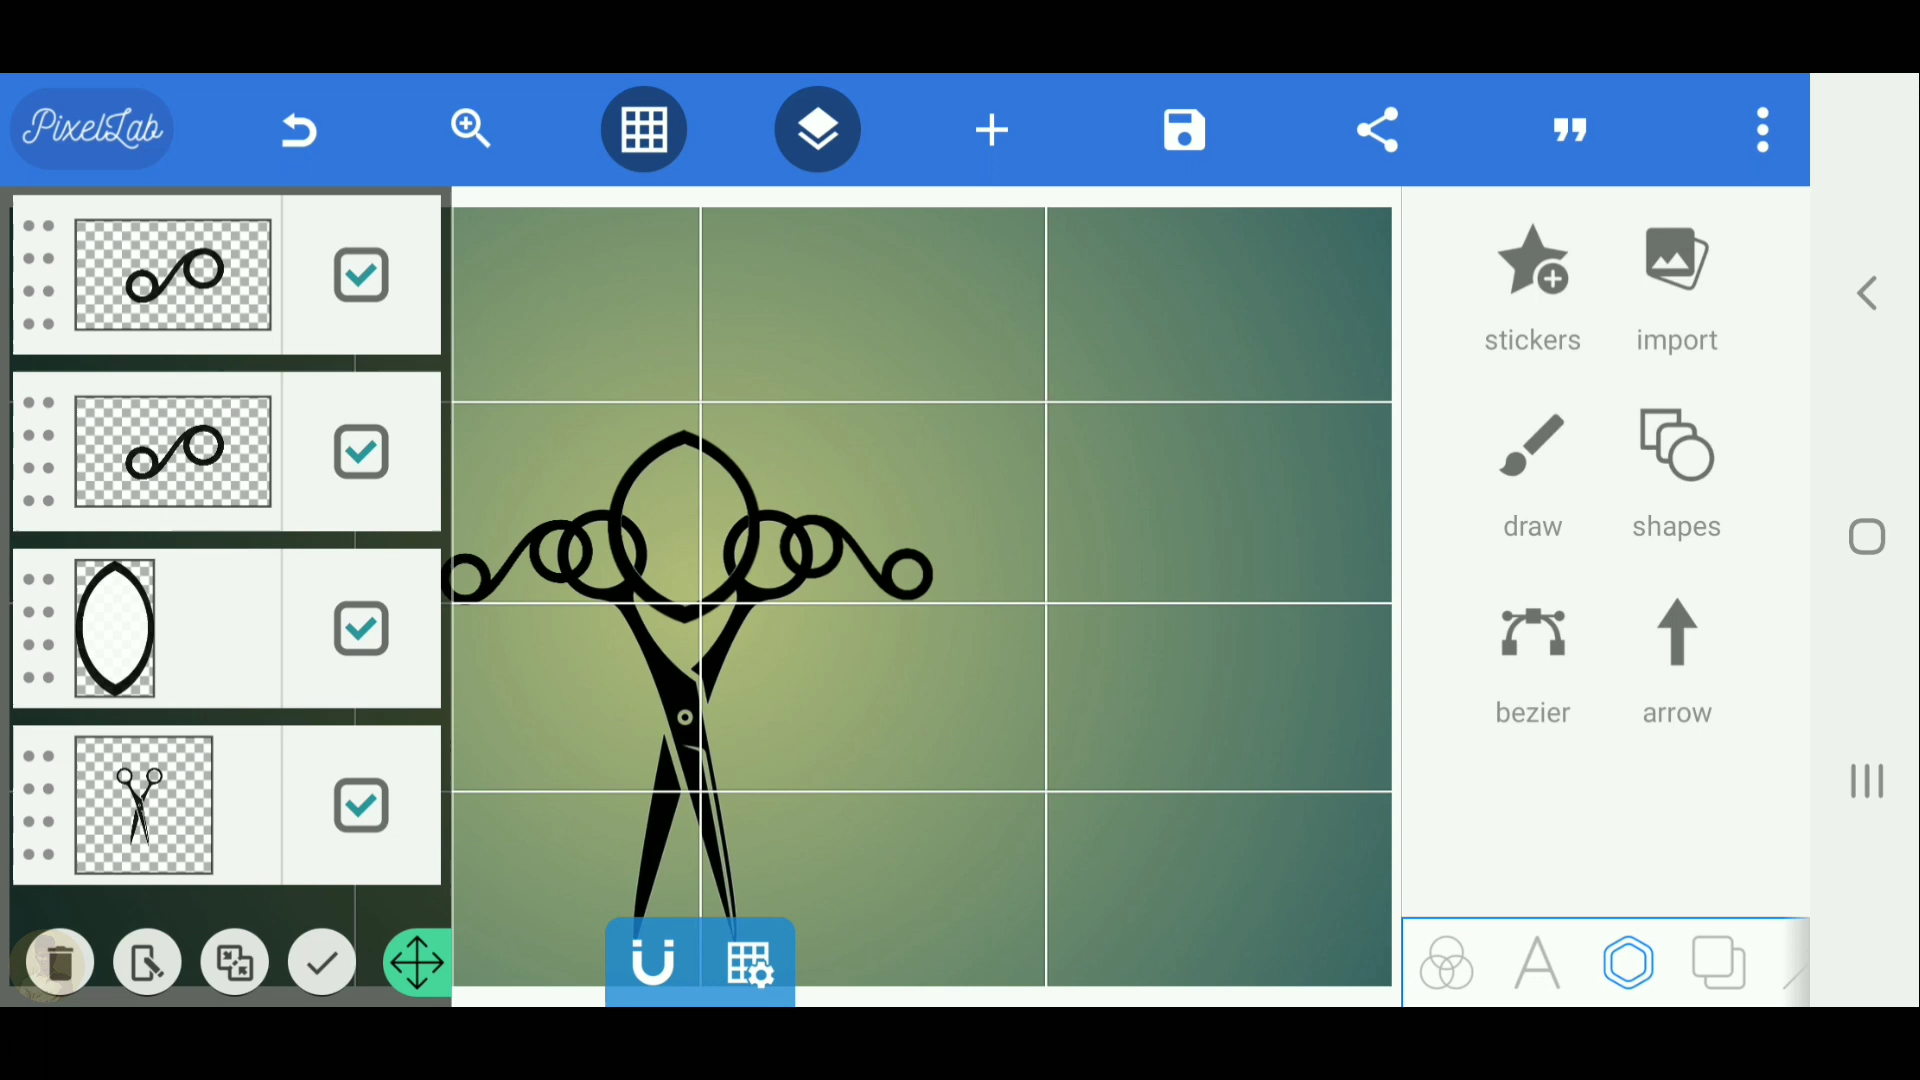 PixelLab
stickers
import
draw
shapes
bezier
arrow